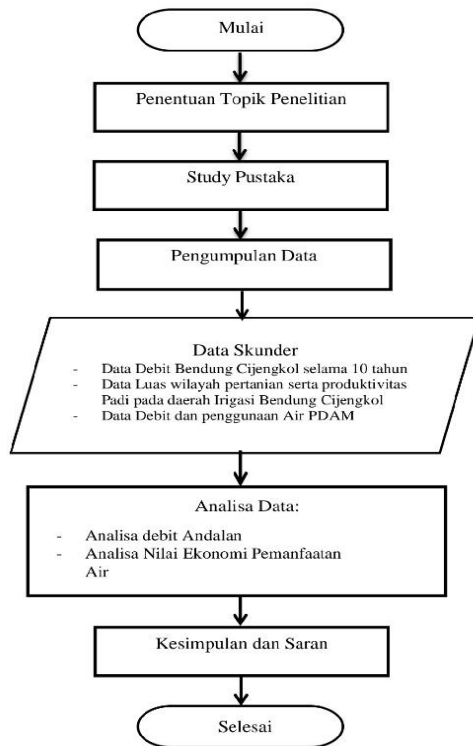 Mulai
Penentuan Topik Penelitian
Study Pustaka
Pengumpulan Data
Data Skunder
- Data Debit Bendung Cijengkol selama 10 tahun
- Data Luas wilayah pertanian serta produktivitas
Padi pada daerah Irigasi Bendung Cijengkol
- Data Debit dan penggunaan Air PDAM
Analisa Data:
- Analisa debit Andalan
- Analisa Nilai Ekonomi Pemanfaatan
Air
Kesimpulan dan Saran
Selesai